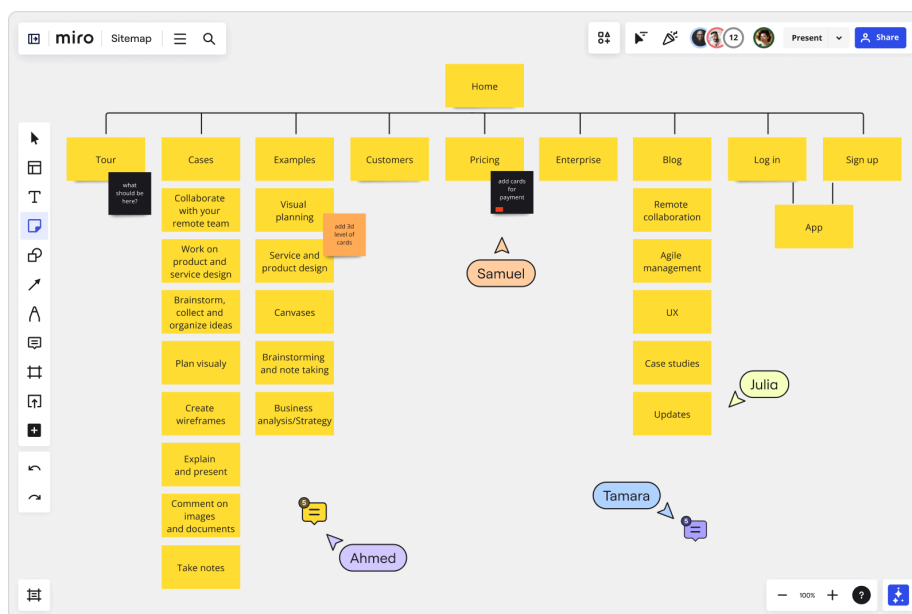 miro
Sitemap
12
Present
Share
Home
Tour
Cases
Examples
Customers
Pricing
Enterprise
Blog
Log in
Sign up
what
should be
here?
add cards
for
payment
Collaborate
with your
remote team
Visual
planning
add 3d
level of
cards
Remote
collaboration
App
Work on
product and
service design
Service and
product design
Agile
management
Samuel
Brainstorm,
collect and
organize ideas
Canvases
UX
Plan visualy
Brainstorming
and note taking
Case studies
Julia
Create
wireframes
Business
analysis/Strategy
Updates
Explain
and present
Comment on
images
and documents
5
Tamara
5
Ahmed
Take notes
100%
?